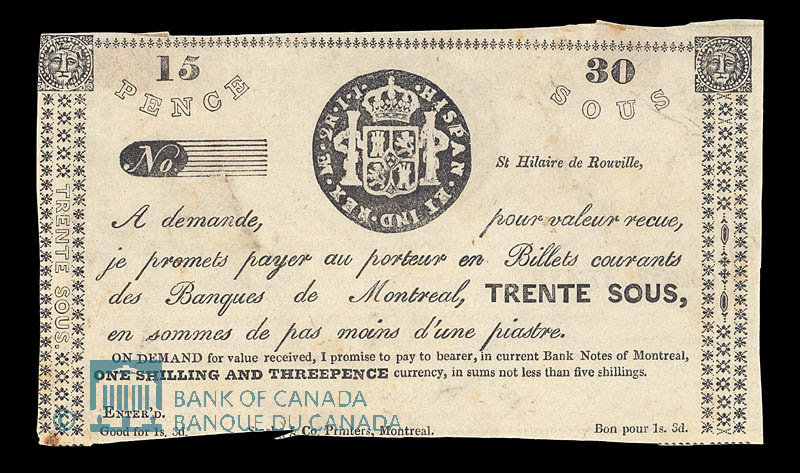 15
PENCE
30
SOUS
HISPAN·ET IND·REX·
·2R·I·I·
No.
St Hilaire de Rouville,
TRENTE SOUS.
A demande, pour valeur recue,
je promets payer au porteur en Billets courants
des Banques de Montreal, TRENTE SOUS,
en sommes de pas moins d'une piastre.
ON DEMAND for value received, I promise to pay to bearer, in current Bank Notes of Montreal,
ONE SHILLING AND THREEPENCE currency, in sums not less than five shillings.
ENTER'D.
Good for 1s. 3d.
Co. Printers, Montreal.
Bon pour 1s. 3d.
© BANK OF CANADA
BANQUE DU CANADA